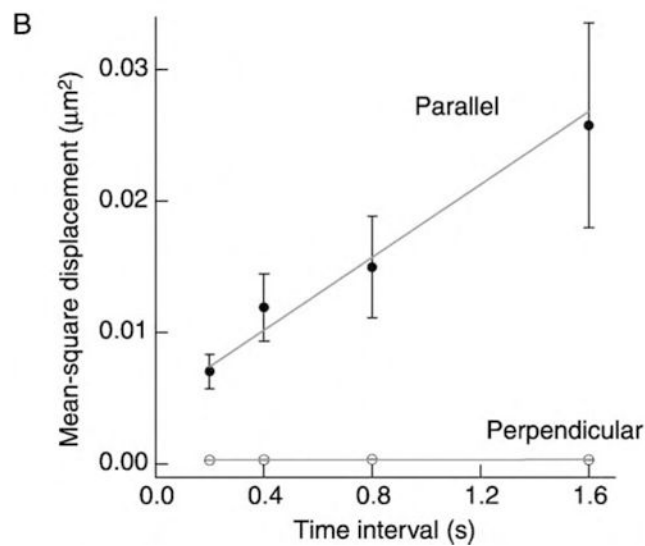 B
Mean-square displacement (μm²)
0.03
0.02
0.01
0.00
Parallel
Perpendicular
0.0 0.4 0.8 1.2 1.6
Time interval (s)